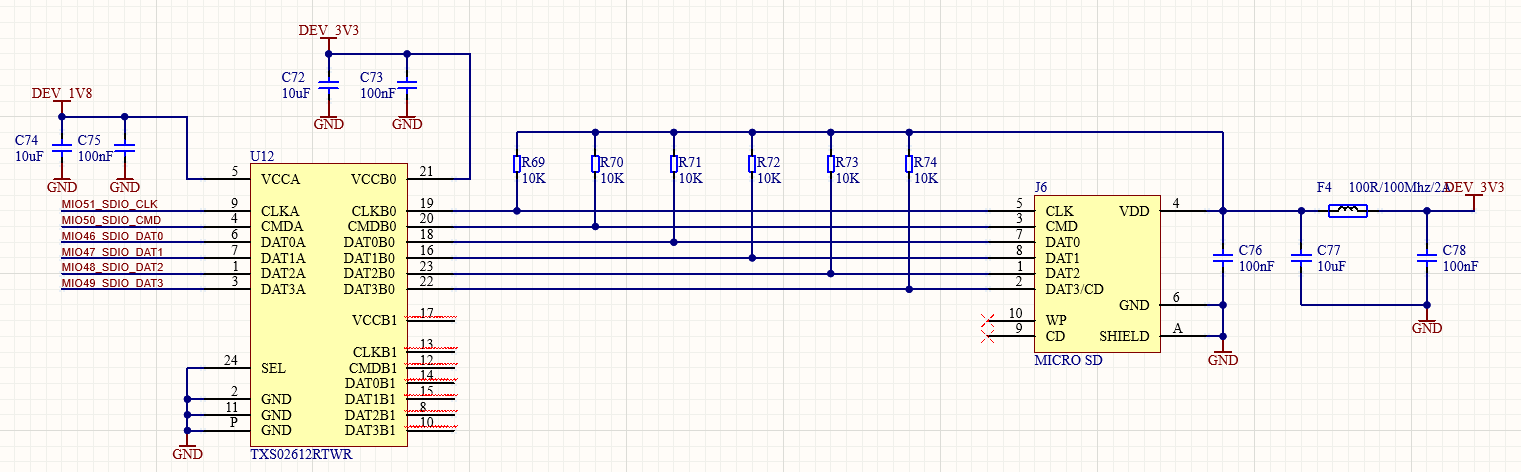 DEV_3V3
C72
10uF
C73
100nF
GND
GND
DEV_1V8
C74
10uF
C75
100nF
GND
GND
U12
5 VCCA VCCB0 21
MIO51_SDIO_CLK 9 CLKA CLKB0 19
MIO50_SDIO_CMD 4 CMDA CMDB0 20
MIO46_SDIO_DAT0 6 DAT0A DAT0B0 18
MIO47_SDIO_DAT1 7 DAT1A DAT1B0 16
MIO48_SDIO_DAT2 1 DAT2A DAT2B0 23
MIO49_SDIO_DAT3 3 DAT3A DAT3B0 22
VCCB1 17
CLKB1 13
24 SEL CMDB1 12
DAT0B1 14
2 GND DAT1B1 15
11 GND DAT2B1 8
P GND DAT3B1 10
GND
TXS02612RTWR
R69
10K
R70
10K
R71
10K
R72
10K
R73
10K
R74
10K
J6
5 CLK VDD 4
3 CMD
7 DAT0
8 DAT1
1 DAT2
2 DAT3/CD
GND 6
10 WP
9 CD SHIELD A
MICRO SD
F4 100R/100Mhz/2A
DEV_3V3
C76
100nF
C77
10uF
C78
100nF
GND
GND